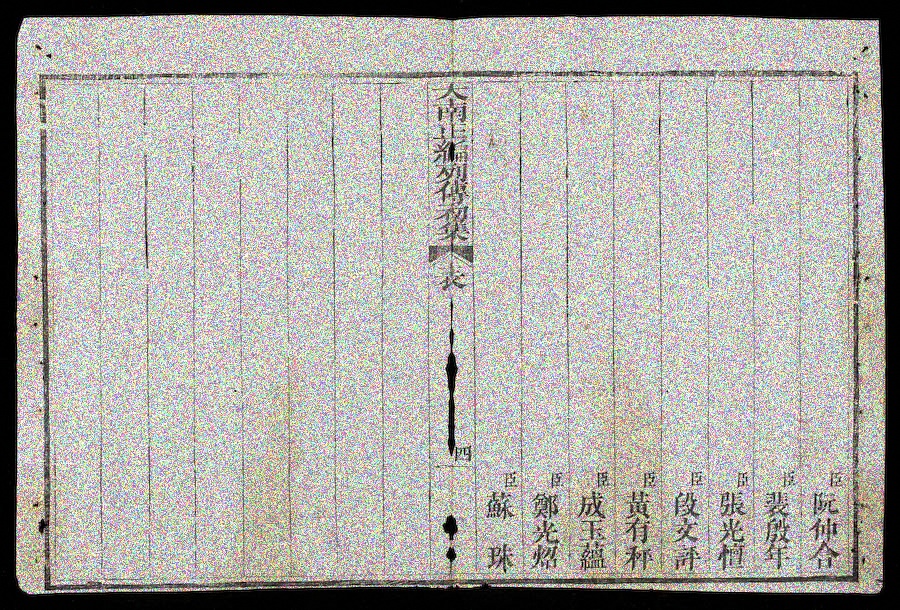 臣阮仲合
臣裴殷年
臣張光憻
臣段文評
臣黃有秤
臣成玉蘊
臣鄭光炤
臣蘇珠
大南正編列傳初集
表
四